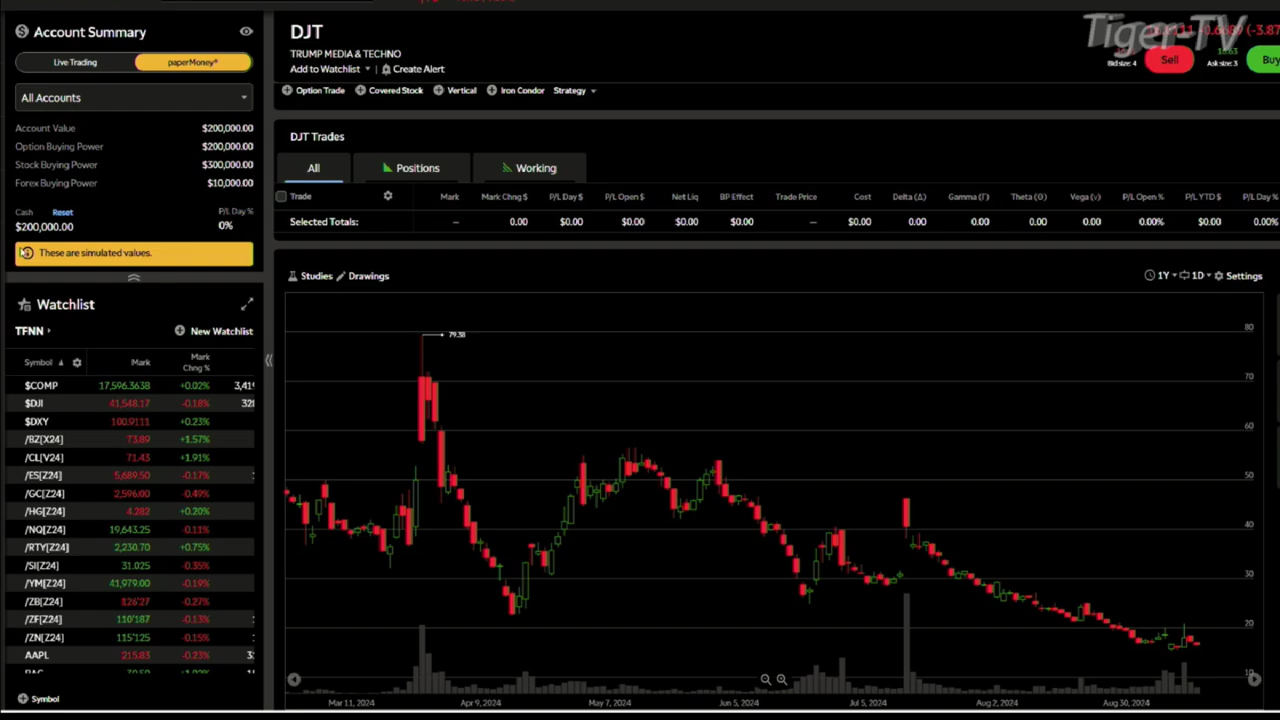 Account Summary
Live Trading
paperMoney®
All Accounts
Account Value $200,000.00
Option Buying Power $200,000.00
Stock Buying Power $300,000.00
Forex Buying Power $10,000.00
Cash Reset P/L Day %
$200,000.00 0%
These are simulated values.
Watchlist
TFNN New Watchlist
Symbol Mark Mark Chng %
$COMP 17,596.3638 +0.02%
$DJI 41,548.17 -0.18%
$DXY 100.9111 +0.23%
/BZ[X24] 73.89 +1.57%
/CL[V24] 71.43 +1.91%
/ES[Z24] 5,689.50 -0.17%
/GC[Z24] 2,596.00 -0.49%
/HG[Z24] 4.282 +0.20%
/NQ[Z24] 19,643.25 -0.11%
/RTY[Z24] 2,230.70 +0.75%
/SI[Z24] 31.025 -0.35%
/YM[Z24] 41,979.00 -0.19%
/ZB[Z24] 126'27 -0.27%
/ZF[Z24] 110'187 -0.13%
/ZN[Z24] 115'125 -0.15%
AAPL 215.83 -0.23%
Symbol
DJT
TRUMP MEDIA & TECHNO
Add to Watchlist Create Alert
Tiger-TV
Bid size: 4 Sell Ask size: 3 Buy
Option Trade Covered Stock Vertical Iron Condor Strategy
DJT Trades
All Positions Working
Trade Mark Mark Chng $ P/L Day $ P/L Open $ Net Liq BP Effect Trade Price Cost Delta (Δ) Gamma (Γ) Theta (Θ) Vega (ν) P/L Open % P/L YTD $ P/L Day %
Selected Totals: – 0.00 $0.00 $0.00 $0.00 $0.00 – $0.00 0.00 0.00 0.00 0.00 0.00% $0.00 0.00%
Studies Drawings 1Y 1D Settings
79.38
80
70
60
50
40
30
20
10
Mar 11, 2024 Apr 9, 2024 May 7, 2024 Jun 5, 2024 Jul 5, 2024 Aug 2, 2024 Aug 30, 2024